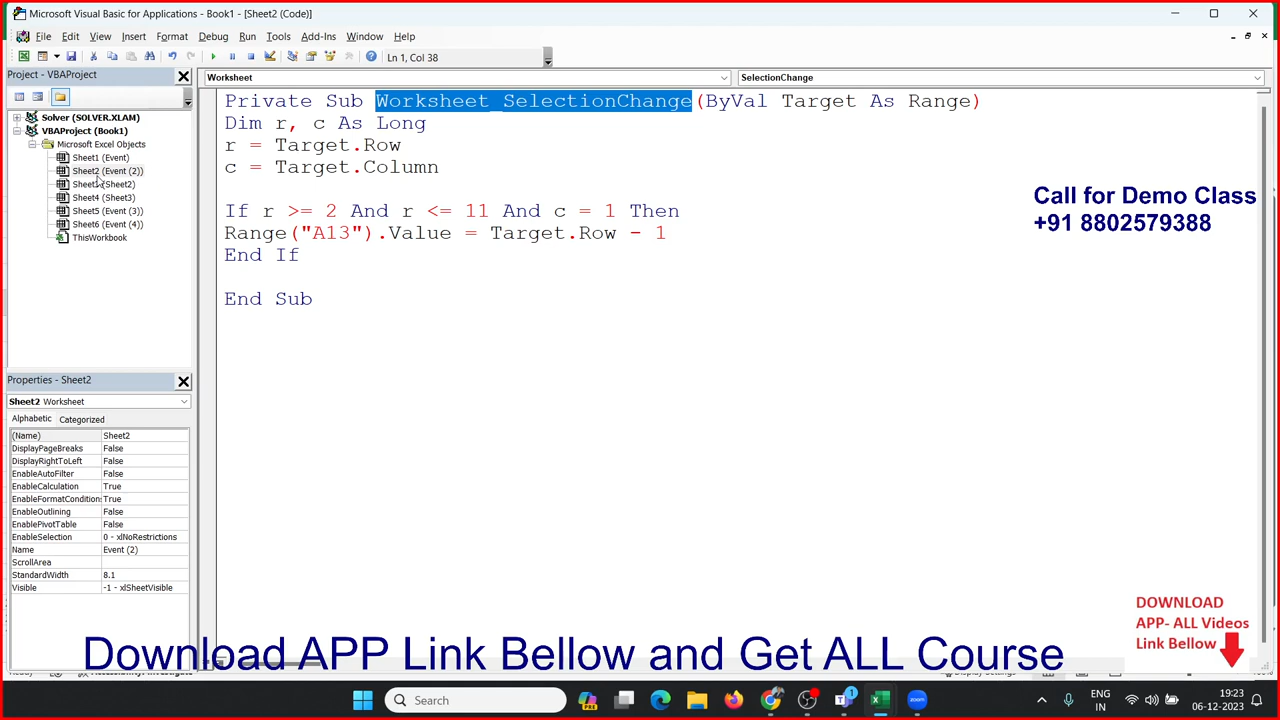 Microsoft Visual Basic for Applications - Book1 - [Sheet2 (Code)]
File Edit View Insert Format Debug Run Tools Add-Ins Window Help
Ln 1, Col 38
Project - VBAProject
Worksheet
SelectionChange
Solver (SOLVER.XLAM)
VBAProject (Book1)
Microsoft Excel Objects
Sheet1 (Event)
Sheet2 (Event (2))
Sheet3 (Sheet2)
Sheet4 (Sheet3)
Sheet5 (Event (3))
Sheet6 (Event (4))
ThisWorkbook
Private Sub Worksheet_SelectionChange(ByVal Target As Range)
Dim r, c As Long
r = Target.Row
c = Target.Column
If r >= 2 And r <= 11 And c = 1 Then
Range("A13").Value = Target.Row - 1
End If
End Sub
Call for Demo Class
+91 8802579388
Properties - Sheet2
Sheet2 Worksheet
Alphabetic Categorized
(Name) Sheet2
DisplayPageBreaks False
DisplayRightToLeft False
EnableAutoFilter False
EnableCalculation True
EnableFormatConditions True
EnableOutlining False
EnablePivotTable False
EnableSelection 0 - xlNoRestrictions
Name Event (2)
ScrollArea
StandardWidth 8.1
Visible -1 - xlSheetVisible
DOWNLOAD
APP- ALL Videos
Link Bellow
Download APP Link Bellow and Get ALL Course
Search
ENG
IN
19:23
06-12-2023